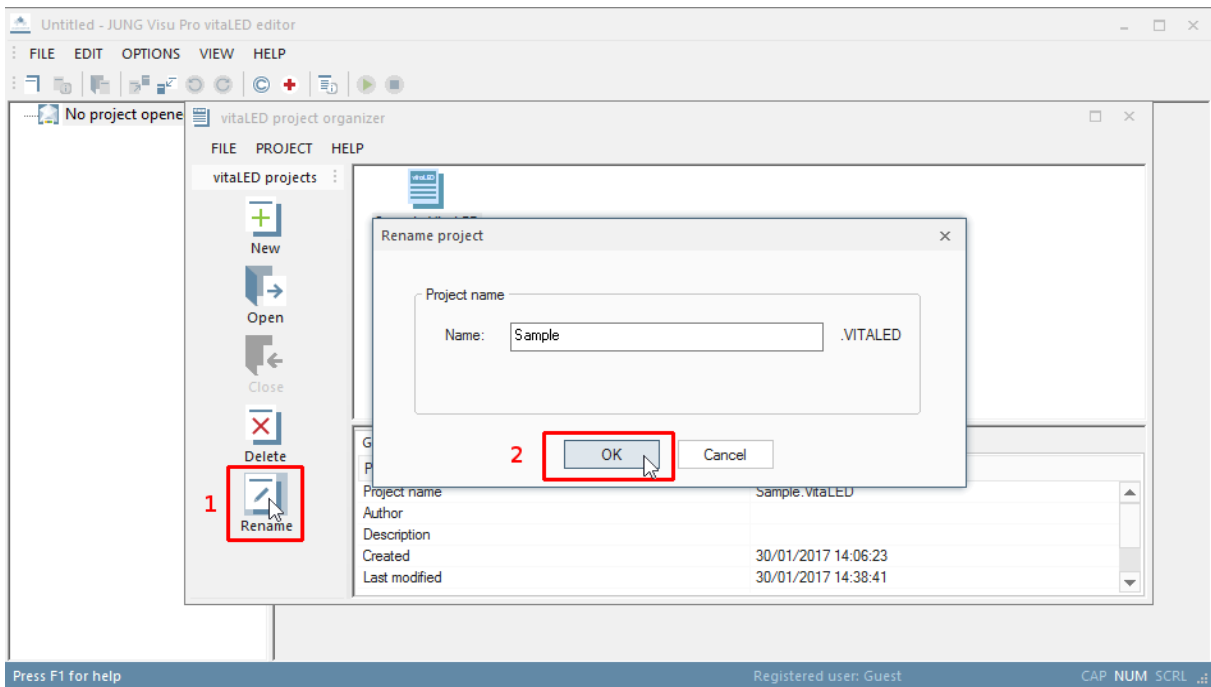 Untitled - JUNG Visu Pro vitaLED editor
FILE EDIT OPTIONS VIEW HELP
No project opene
vitaLED project organizer
FILE PROJECT HELP
vitaLED projects
vitaLED
New
Open
Close
Delete
1
Rename
Rename project
Project name
Name: Sample .VITALED
2 OK Cancel
G
P
Project name Sample.VitaLED
Author
Description
Created 30/01/2017 14:06:23
Last modified 30/01/2017 14:38:41
Press F1 for help Registered user: Guest CAP NUM SCRL